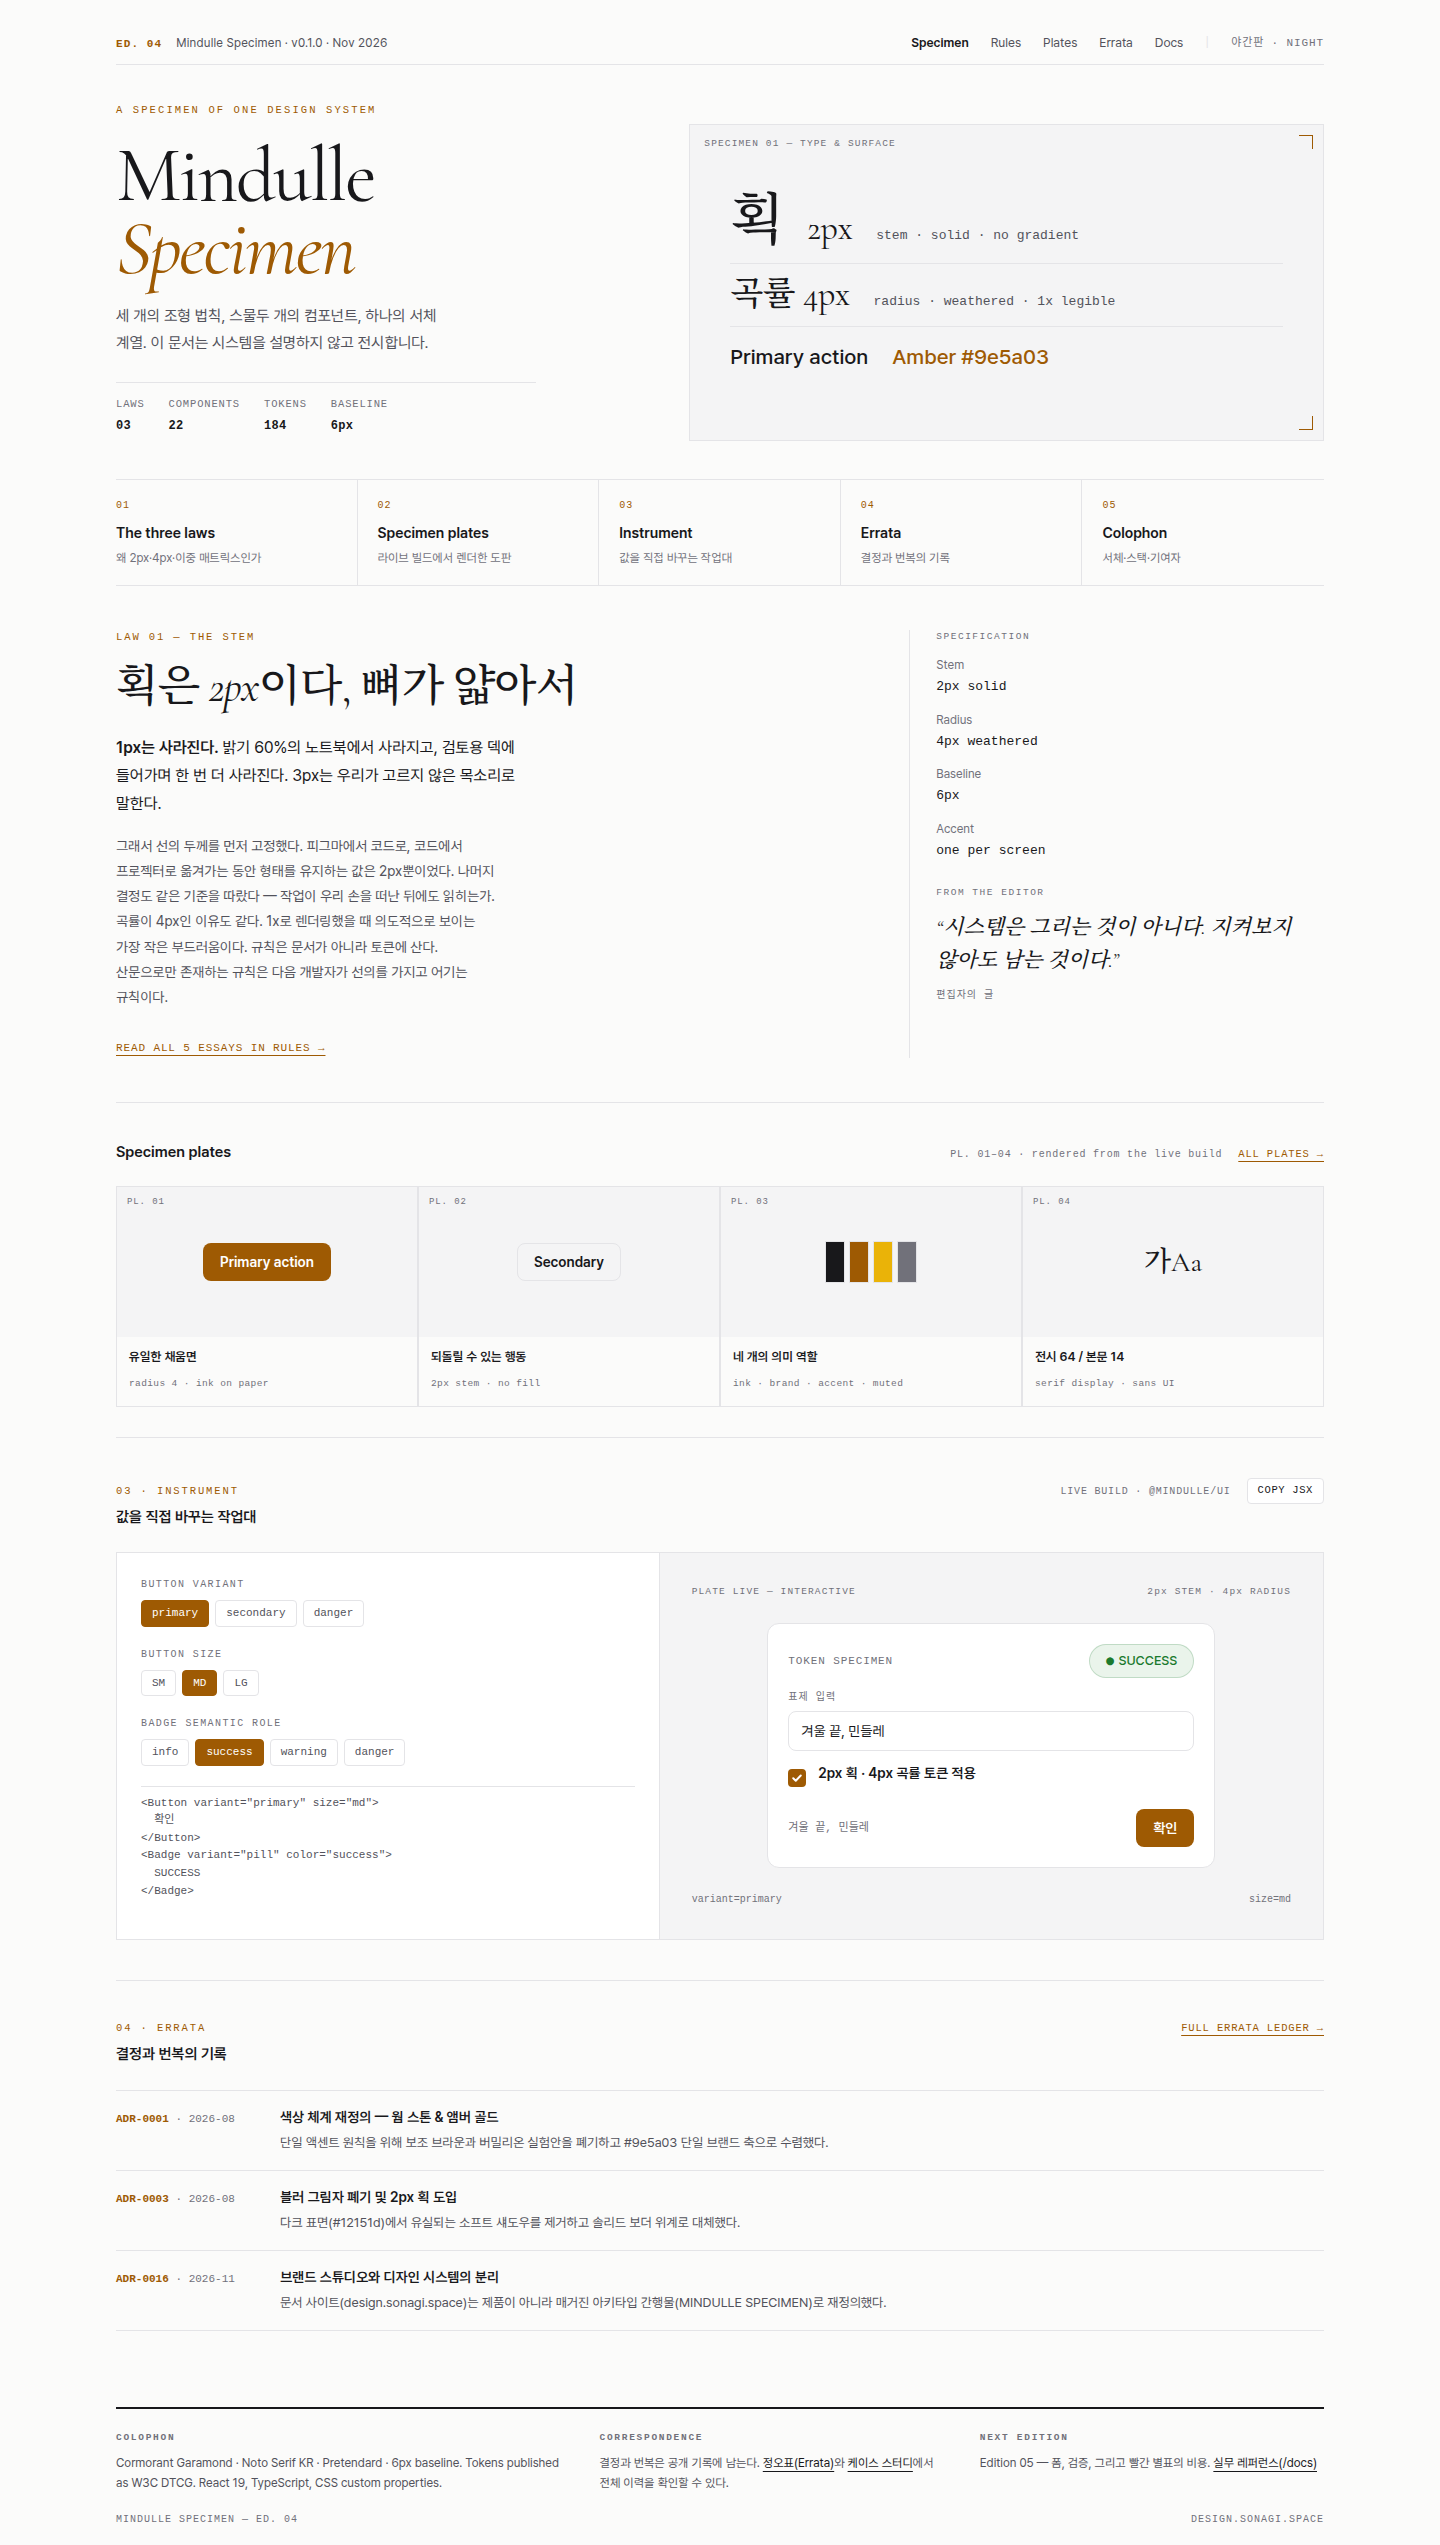 ED. 04 Mindulle Specimen · v0.1.0 · Nov 2026
Specimen Rules Plates Errata Docs 야간판 · NIGHT
A SPECIMEN OF ONE DESIGN SYSTEM
Mindulle
Specimen
세 개의 조형 법칙, 스물두 개의 컴포넌트, 하나의 서체
계열. 이 문서는 시스템을 설명하지 않고 전시합니다.
LAWS COMPONENTS TOKENS BASELINE
03 22 184 6px
SPECIMEN 01 — TYPE & SURFACE
획 2px stem · solid · no gradient
곡률 4px radius · weathered · 1x legible
Primary action Amber #9e5a03
01
The three laws
왜 2px·4px·이중 매트릭스인가
02
Specimen plates
라이브 빌드에서 렌더한 도판
03
Instrument
값을 직접 바꾸는 작업대
04
Errata
결정과 번복의 기록
05
Colophon
서체·스택·기여자
LAW 01 — THE STEM
획은 2px이다, 뼈가 얇아서
1px는 사라진다. 밝기 60%의 노트북에서 사라지고, 검토용 덱에
들어가며 한 번 더 사라진다. 3px는 우리가 고르지 않은 목소리로
말한다.
그래서 선의 두께를 먼저 고정했다. 피그마에서 코드로, 코드에서
프로젝터로 옮겨가는 동안 형태를 유지하는 값은 2px뿐이었다. 나머지
결정도 같은 기준을 따랐다 — 작업이 우리 손을 떠난 뒤에도 읽히는가.
곡률이 4px인 이유도 같다. 1x로 렌더링했을 때 의도적으로 보이는
가장 작은 부드러움이다. 규칙은 문서가 아니라 토큰에 산다.
산문으로만 존재하는 규칙은 다음 개발자가 선의를 가지고 어기는
규칙이다.
READ ALL 5 ESSAYS IN RULES →
SPECIFICATION
Stem
2px solid
Radius
4px weathered
Baseline
6px
Accent
one per screen
FROM THE EDITOR
“시스템은 그리는 것이 아니다. 지켜보지
않아도 남는 것이다.”
편집자의 글
Specimen plates
PL. 01–04 · rendered from the live build ALL PLATES →
PL. 01
Primary action
유일한 채움면
radius 4 · ink on paper
PL. 02
Secondary
되돌릴 수 있는 행동
2px stem · no fill
PL. 03
네 개의 의미 역할
ink · brand · accent · muted
PL. 04
가Aa
전시 64 / 본문 14
serif display · sans UI
03 · INSTRUMENT
값을 직접 바꾸는 작업대
LIVE BUILD · @MINDULLE/UI COPY JSX
BUTTON VARIANT
primary secondary danger
BUTTON SIZE
SM MD LG
BADGE SEMANTIC ROLE
info success warning danger
<Button variant="primary" size="md">
확인
</Button>
<Badge variant="pill" color="success">
SUCCESS
</Badge>
PLATE LIVE — INTERACTIVE 2px STEM · 4px RADIUS
TOKEN SPECIMEN ● SUCCESS
표제 입력
겨울 끝, 민들레
2px 획 · 4px 곡률 토큰 적용
겨울 끝, 민들레 확인
variant=primary size=md
04 · ERRATA
결정과 번복의 기록
FULL ERRATA LEDGER →
ADR-0001 · 2026-08 색상 체계 재정의 — 웜 스톤 & 앰버 골드
단일 액센트 원칙을 위해 보조 브라운과 버밀리온 실험안을 폐기하고 #9e5a03 단일 브랜드 축으로 수렴했다.
ADR-0003 · 2026-08 블러 그림자 폐기 및 2px 획 도입
다크 표면(#12151d)에서 유실되는 소프트 섀도우를 제거하고 솔리드 보더 위계로 대체했다.
ADR-0016 · 2026-11 브랜드 스튜디오와 디자인 시스템의 분리
문서 사이트(design.sonagi.space)는 제품이 아니라 매거진 아키타입 간행물(MINDULLE SPECIMEN)로 재정의했다.
COLOPHON
Cormorant Garamond · Noto Serif KR · Pretendard · 6px baseline. Tokens published
as W3C DTCG. React 19, TypeScript, CSS custom properties.
CORRESPONDENCE
결정과 번복은 공개 기록에 남는다. 정오표(Errata)와 케이스 스터디에서
전체 이력을 확인할 수 있다.
NEXT EDITION
Edition 05 — 폼, 검증, 그리고 빨간 별표의 비용. 실무 레퍼런스(/docs)
MINDULLE SPECIMEN — ED. 04
DESIGN.SONAGI.SPACE